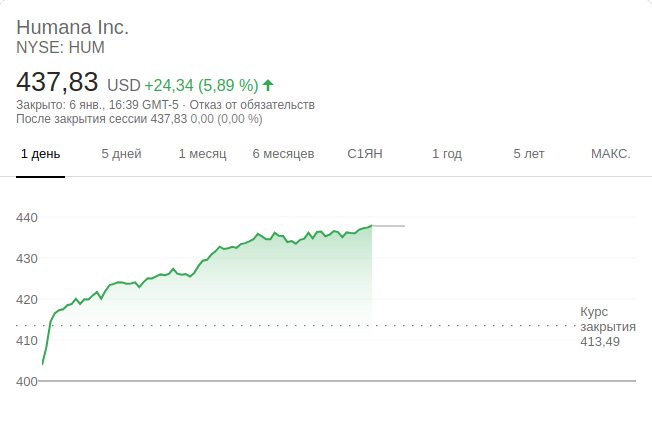 Humana Inc.
NYSE: HUM
437,83 USD +24,34 (5,89 %)
Закрыто: 6 янв., 16:39 GMT-5 · Отказ от обязательств
После закрытия сессии 437,83 0,00 (0,00 %)
1 день 5 дней 1 месяц 6 месяцев С1ЯН 1 год 5 лет МАКС.
440
430
420
Курс
закрытия
410
413,49
400